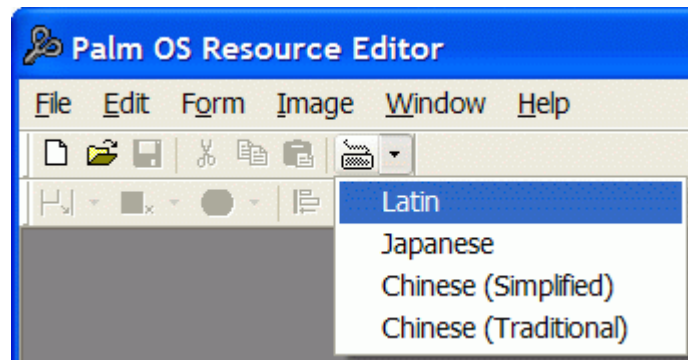 Palm OS Resource Editor
File Edit Form Image Window Help
Latin
Japanese
Chinese (Simplified)
Chinese (Traditional)